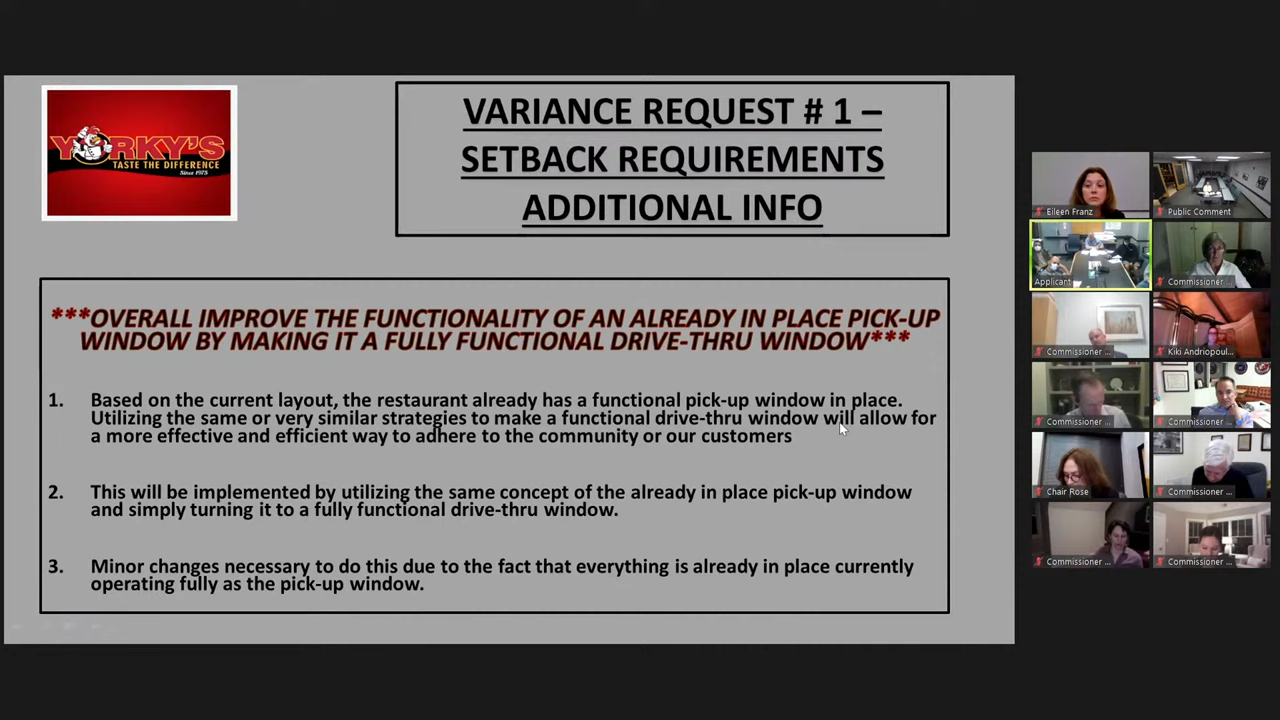 YORKY'S
TASTE THE DIFFERENCE
Since 1975
VARIANCE REQUEST # 1 –
SETBACK REQUIREMENTS
ADDITIONAL INFO
***OVERALL IMPROVE THE FUNCTIONALITY OF AN ALREADY IN PLACE PICK-UP
WINDOW BY MAKING IT A FULLY FUNCTIONAL DRIVE-THRU WINDOW***
1. Based on the current layout, the restaurant already has a functional pick-up window in place.
Utilizing the same or very similar strategies to make a functional drive-thru window will allow for
a more effective and efficient way to adhere to the community or our customers
2. This will be implemented by utilizing the same concept of the already in place pick-up window
and simply turning it to a fully functional drive-thru window.
3. Minor changes necessary to do this due to the fact that everything is already in place currently
operating fully as the pick-up window.
Eileen Franz
Public Comment
Applicant
Commissioner ...
Commissioner ...
Kiki Andriopoul...
Commissioner ...
Commissioner ...
Chair Rose
Commissioner ...
Commissioner ...
Commissioner ...